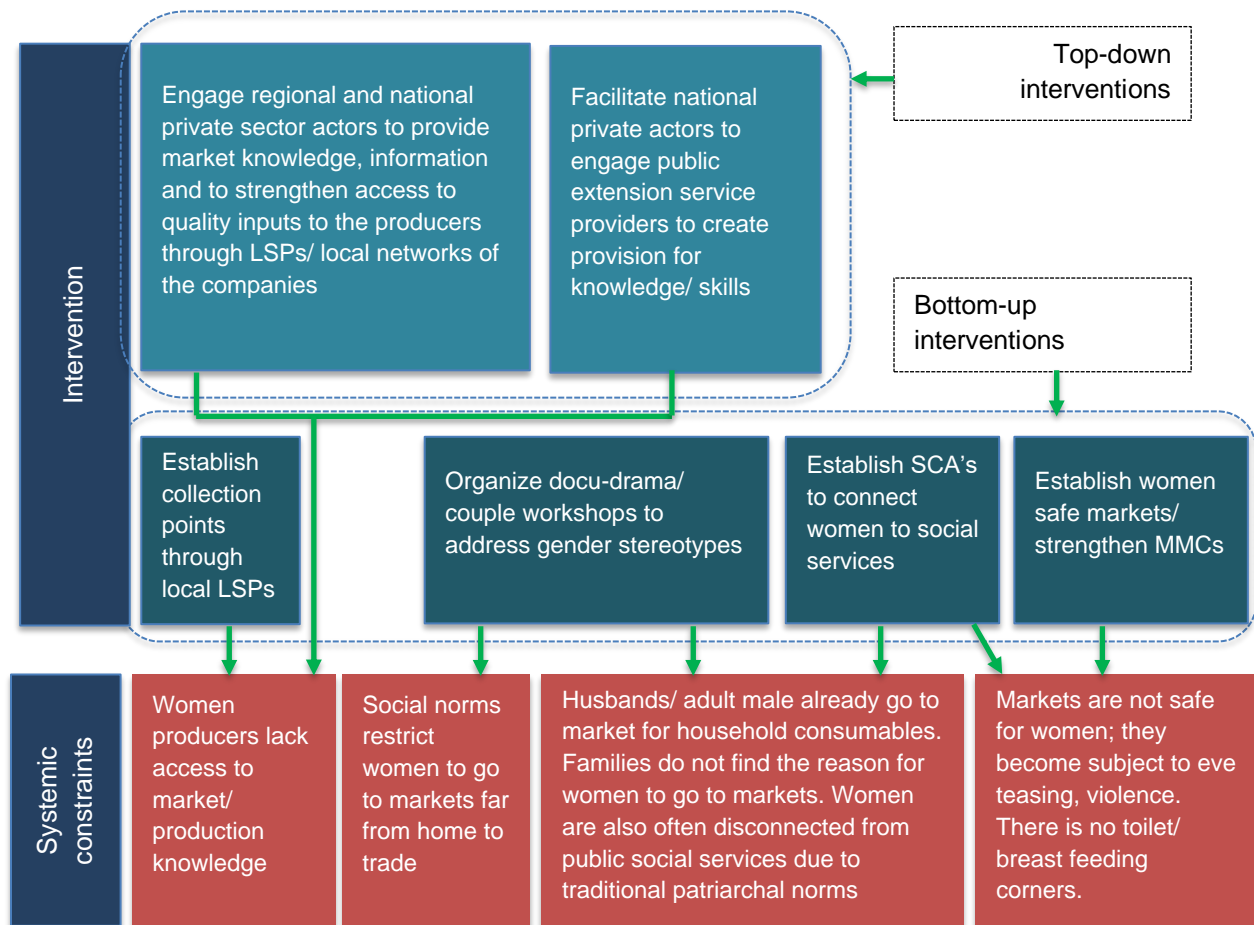 Intervention
Engage regional and national
private sector actors to provide
market knowledge, information
and to strengthen access to
quality inputs to the producers
through LSPs/ local networks of
the companies
Facilitate national
private actors to
engage public
extension service
providers to create
provision for
knowledge/ skills
Top-down
interventions
Bottom-up
interventions
Establish
collection
points
through
local LSPs
Organize docu-drama/
couple workshops to
address gender stereotypes
Establish SCA's
to connect
women to social
services
Establish women
safe markets/
strengthen MMCs
Systemic
constraints
Women
producers lack
access to
market/
production
knowledge
Social norms
restrict
women to go
to markets far
from home to
trade
Husbands/ adult male already go to
market for household consumables.
Families do not find the reason for
women to go to markets. Women
are also often disconnected from
public social services due to
traditional patriarchal norms
Markets are not safe
for women; they
become subject to eve
teasing, violence.
There is no toilet/
breast feeding
corners.